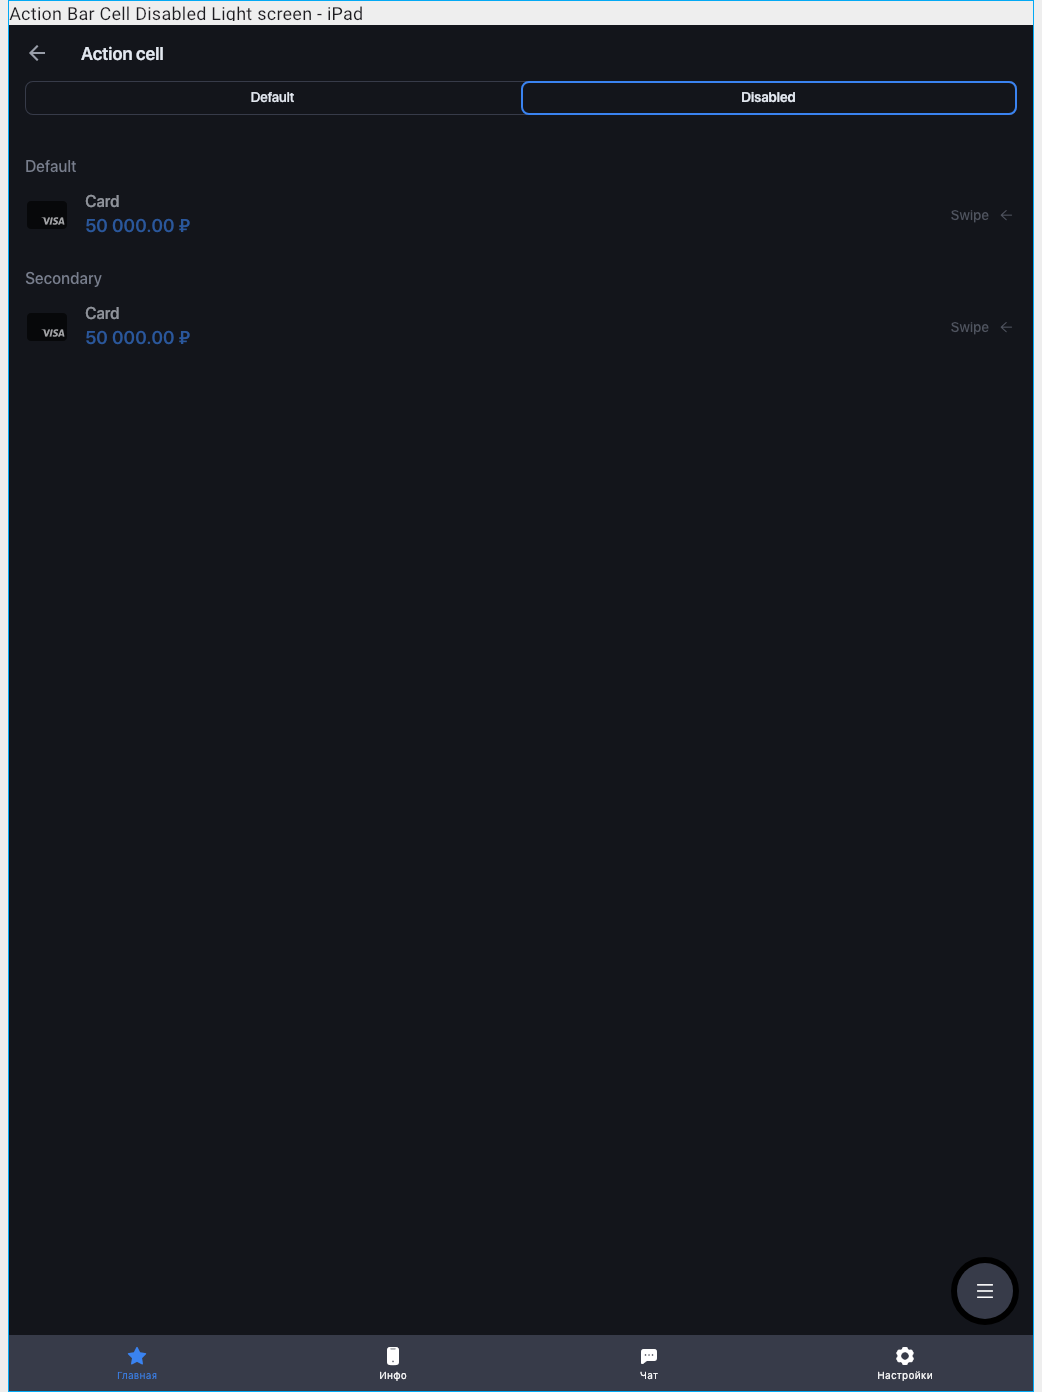 Action Bar Cell Disabled Light screen - iPad
Action cell
Default
Disabled
Default
Card
VISA
50 000.00 ₽
Swipe
Secondary
Card
VISA
50 000.00 ₽
Swipe
Главная
Инфо
Чат
Настройки